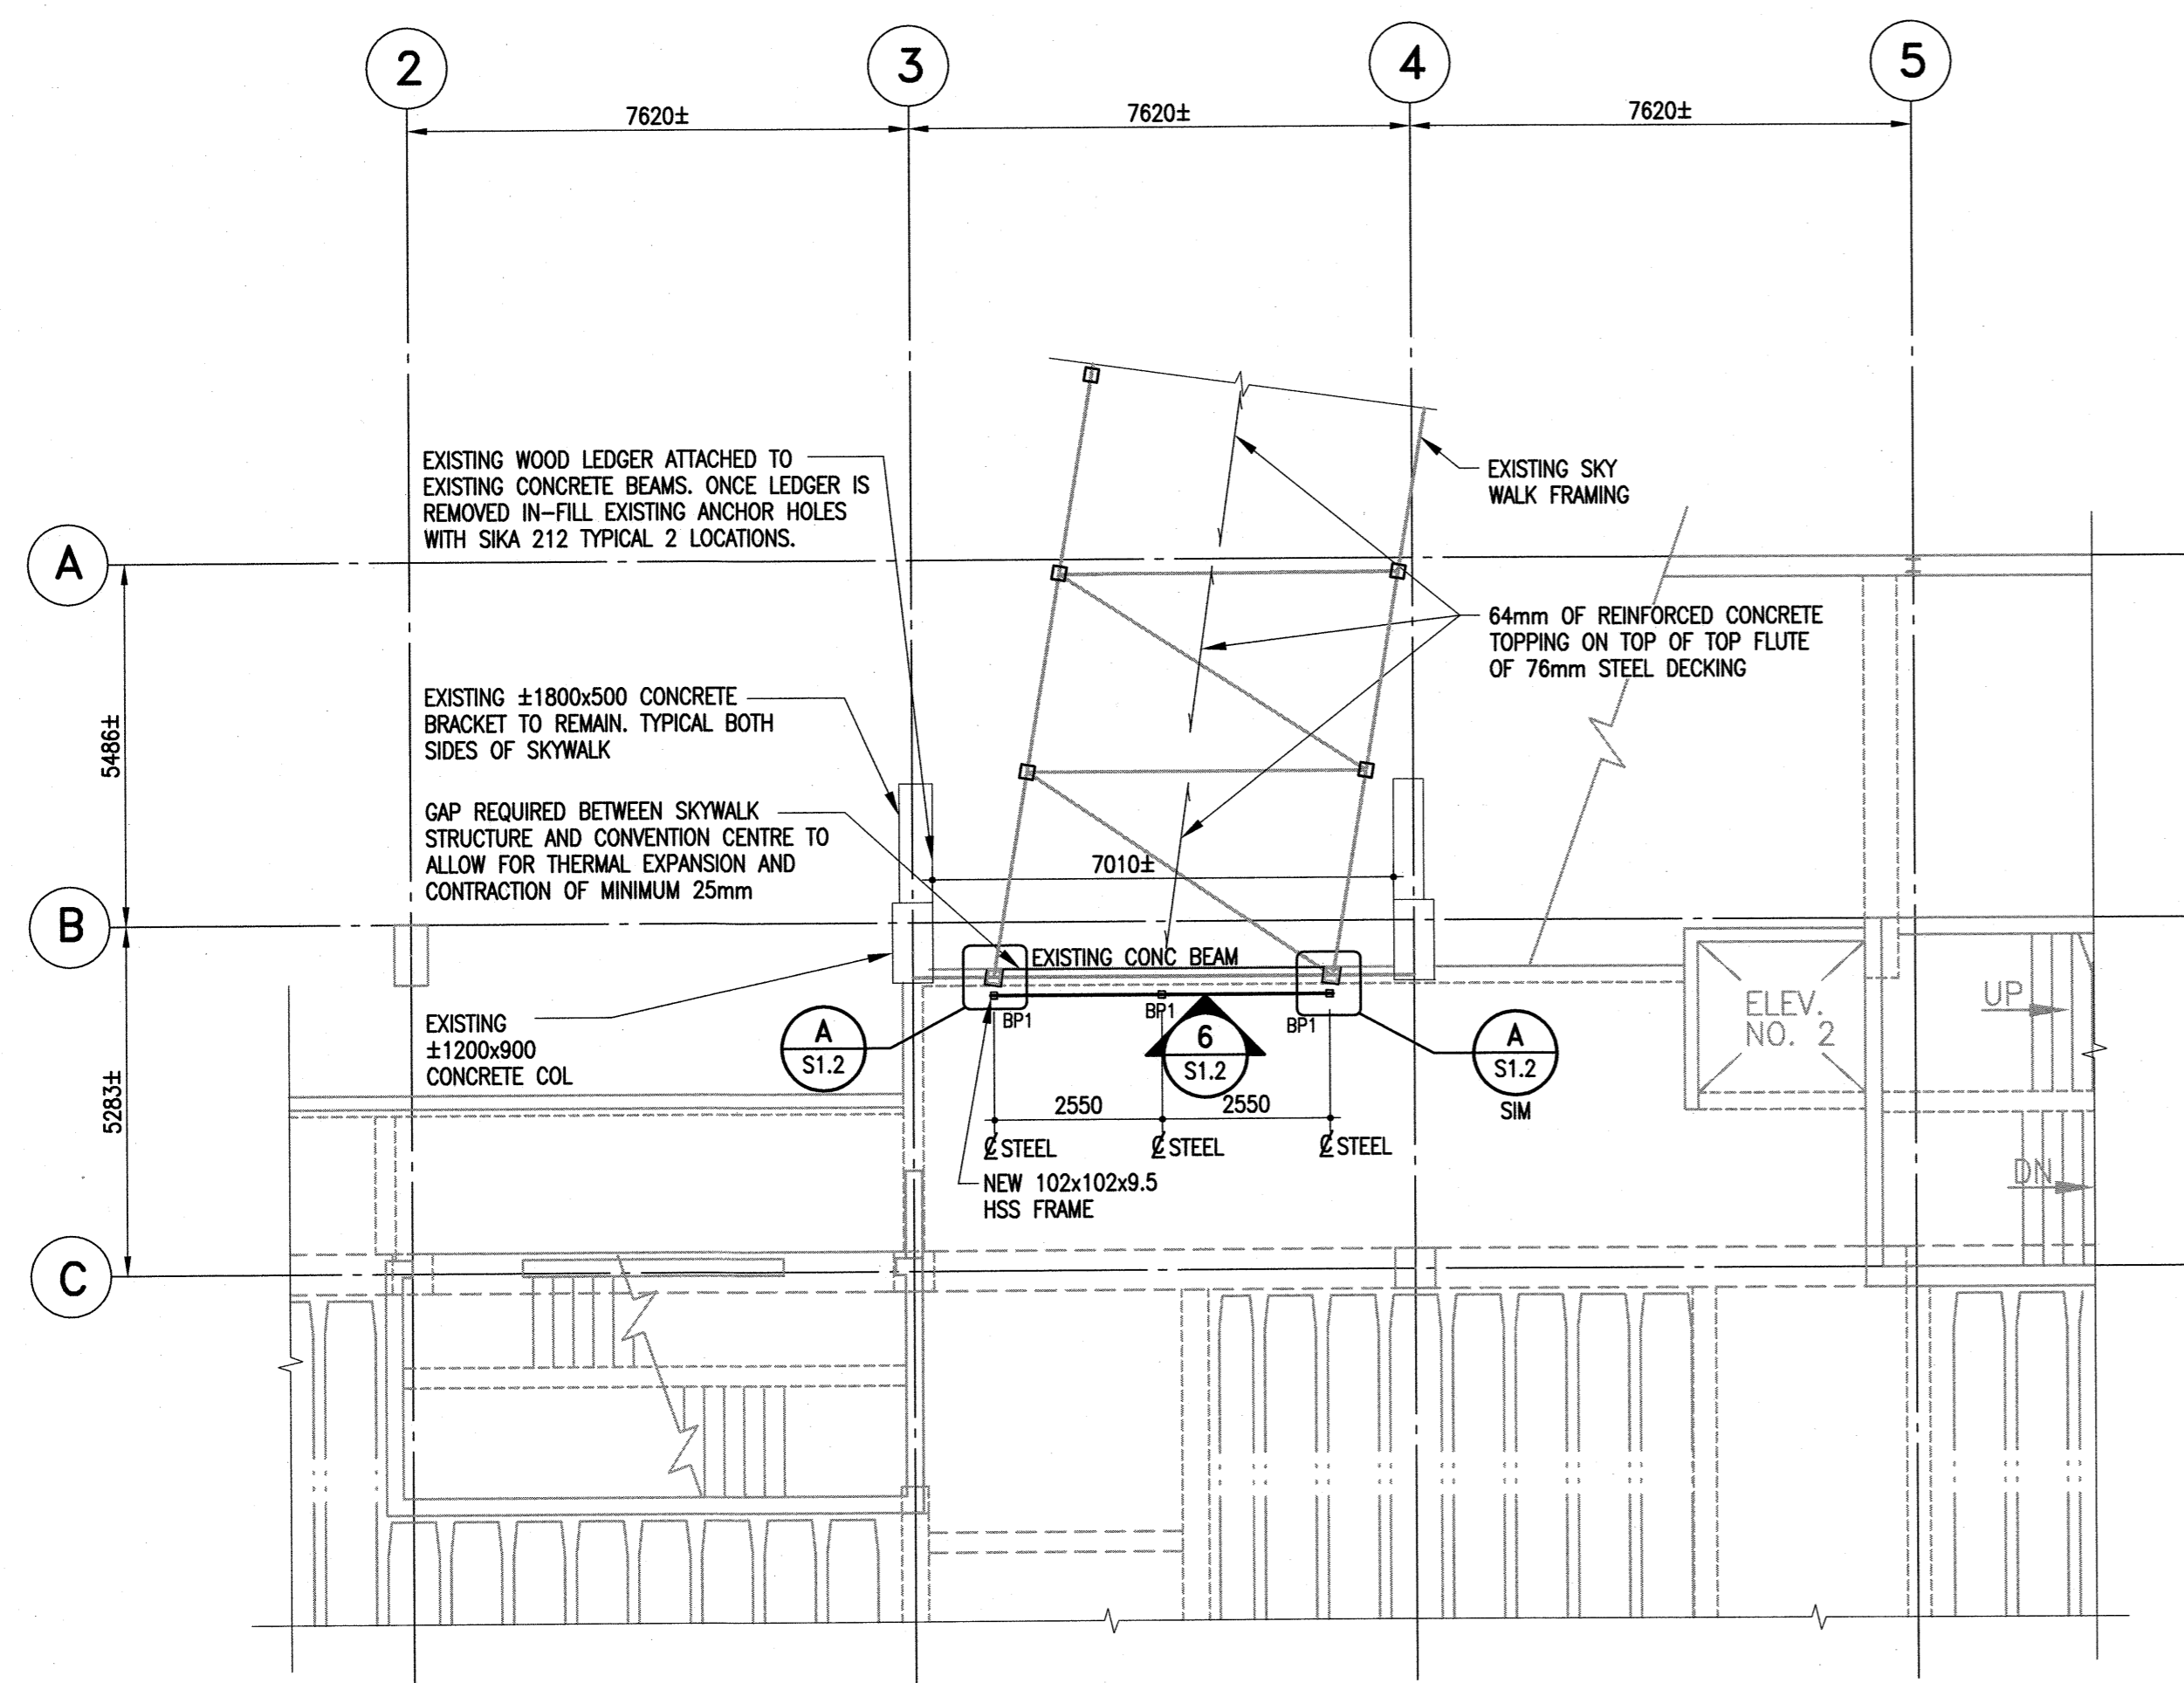 2
3
4
5
7620±
7620±
7620±
EXISTING WOOD LEDGER ATTACHED TO
EXISTING CONCRETE BEAMS. ONCE LEDGER IS
REMOVED IN-FILL EXISTING ANCHOR HOLES
WITH SIKA 212 TYPICAL 2 LOCATIONS.
EXISTING SKY
WALK FRAMING
A
64mm OF REINFORCED CONCRETE
TOPPING ON TOP OF TOP FLUTE
OF 76mm STEEL DECKING
5486±
EXISTING ±1800x500 CONCRETE
BRACKET TO REMAIN. TYPICAL BOTH
SIDES OF SKYWALK
GAP REQUIRED BETWEEN SKYWALK
STRUCTURE AND CONVENTION CENTRE TO
ALLOW FOR THERMAL EXPANSION AND
CONTRACTION OF MINIMUM 25mm
7010±
B
EXISTING CONC BEAM
ELEV.
NO. 2
UP
BP1
BP1
BP1
EXISTING
±1200x900
CONCRETE COL
A
S1.2
6
S1.2
A
S1.2
SIM
5283±
2550
2550
℄ STEEL
℄ STEEL
℄ STEEL
DN
NEW 102x102x9.5
HSS FRAME
C